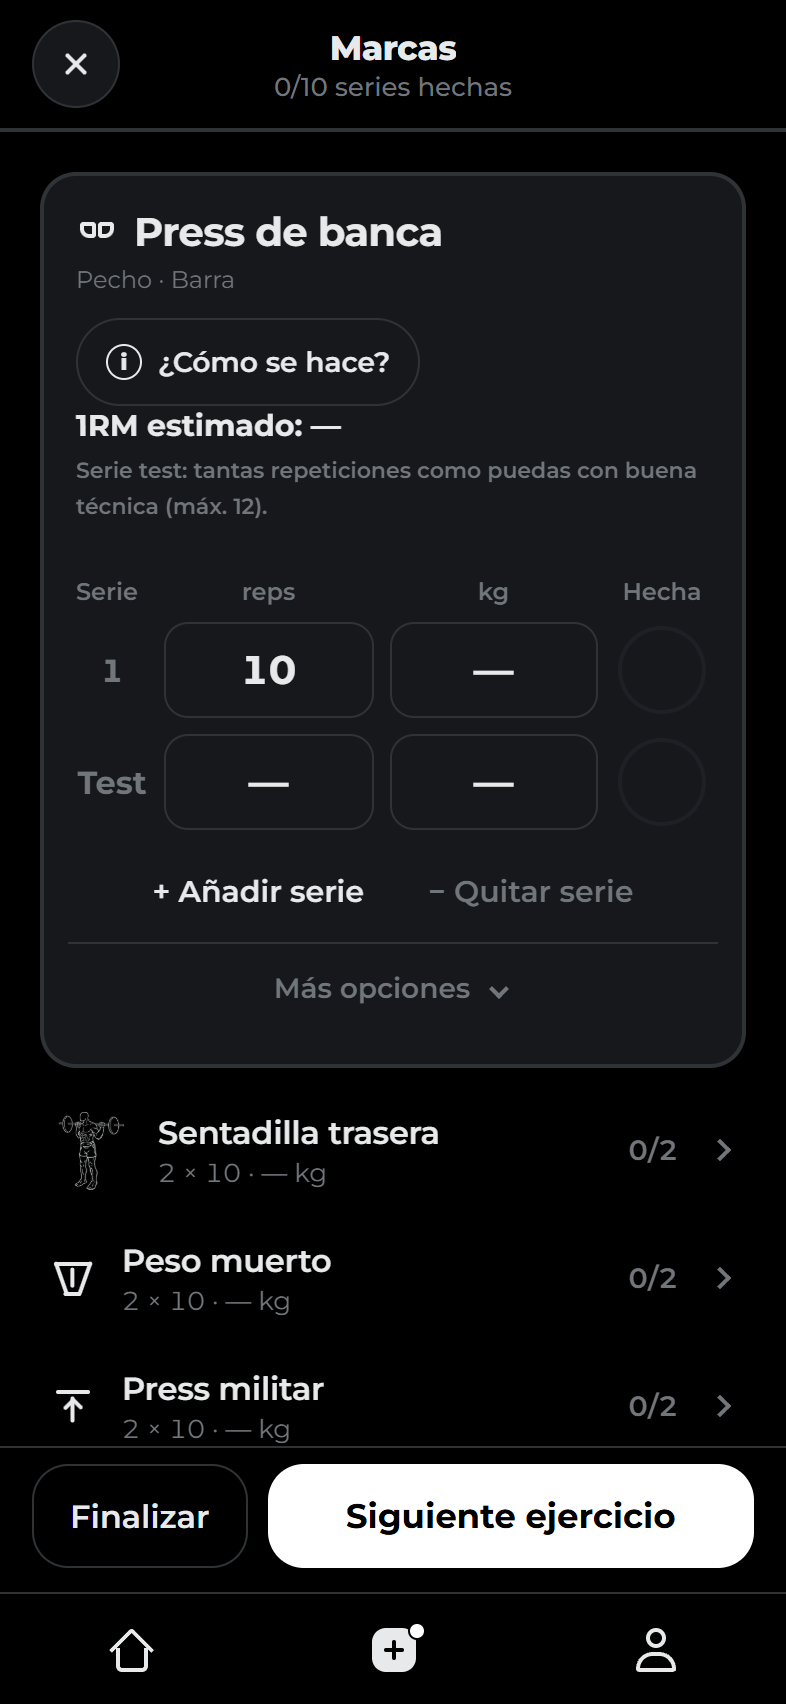 Marcas
0/10 series hechas
Press de banca
Pecho · Barra
¿Cómo se hace?
1RM estimado: —
Serie test: tantas repeticiones como puedas con buena
técnica (máx. 12).
Serie reps kg Hecha
1 10 —
Test — —
+ Añadir serie − Quitar serie
Más opciones
Sentadilla trasera
2 × 10 · — kg
0/2
Peso muerto
2 × 10 · — kg
0/2
Press militar
2 × 10 · — kg
0/2
Finalizar Siguiente ejercicio